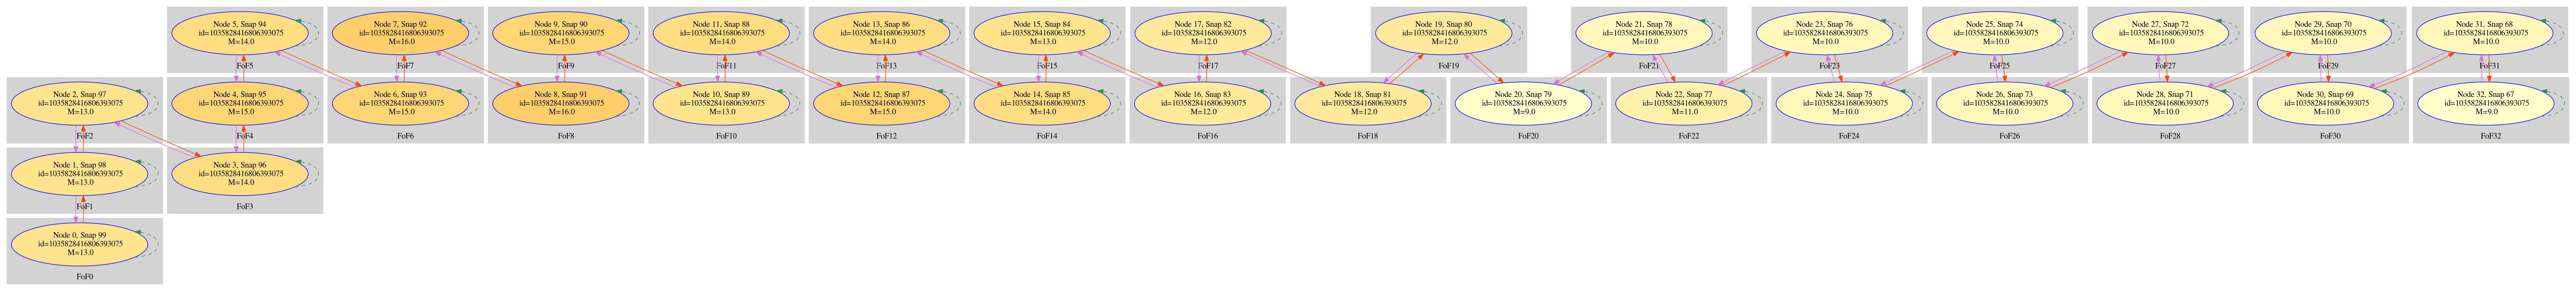 Node 5, Snap 94
id=1035828416806393075
M=14.0
FoF5
Node 7, Snap 92
id=1035828416806393075
M=16.0
FoF7
Node 9, Snap 90
id=1035828416806393075
M=15.0
FoF9
Node 11, Snap 88
id=1035828416806393075
M=14.0
FoF11
Node 13, Snap 86
id=1035828416806393075
M=14.0
FoF13
Node 15, Snap 84
id=1035828416806393075
M=13.0
FoF15
Node 17, Snap 82
id=1035828416806393075
M=12.0
FoF17
Node 19, Snap 80
id=1035828416806393075
M=12.0
FoF19
Node 21, Snap 78
id=1035828416806393075
M=10.0
FoF21
Node 23, Snap 76
id=1035828416806393075
M=10.0
FoF23
Node 25, Snap 74
id=1035828416806393075
M=10.0
FoF25
Node 27, Snap 72
id=1035828416806393075
M=10.0
FoF27
Node 29, Snap 70
id=1035828416806393075
M=10.0
FoF29
Node 31, Snap 68
id=1035828416806393075
M=10.0
FoF31
Node 2, Snap 97
id=1035828416806393075
M=13.0
FoF2
Node 4, Snap 95
id=1035828416806393075
M=15.0
FoF4
Node 6, Snap 93
id=1035828416806393075
M=15.0
FoF6
Node 8, Snap 91
id=1035828416806393075
M=16.0
FoF8
Node 10, Snap 89
id=1035828416806393075
M=13.0
FoF10
Node 12, Snap 87
id=1035828416806393075
M=15.0
FoF12
Node 14, Snap 85
id=1035828416806393075
M=14.0
FoF14
Node 16, Snap 83
id=1035828416806393075
M=12.0
FoF16
Node 18, Snap 81
id=1035828416806393075
M=12.0
FoF18
Node 20, Snap 79
id=1035828416806393075
M=9.0
FoF20
Node 22, Snap 77
id=1035828416806393075
M=11.0
FoF22
Node 24, Snap 75
id=1035828416806393075
M=10.0
FoF24
Node 26, Snap 73
id=1035828416806393075
M=10.0
FoF26
Node 28, Snap 71
id=1035828416806393075
M=10.0
FoF28
Node 30, Snap 69
id=1035828416806393075
M=10.0
FoF30
Node 32, Snap 67
id=1035828416806393075
M=9.0
FoF32
Node 1, Snap 98
id=1035828416806393075
M=13.0
FoF1
Node 3, Snap 96
id=1035828416806393075
M=14.0
FoF3
Node 0, Snap 99
id=1035828416806393075
M=13.0
FoF0